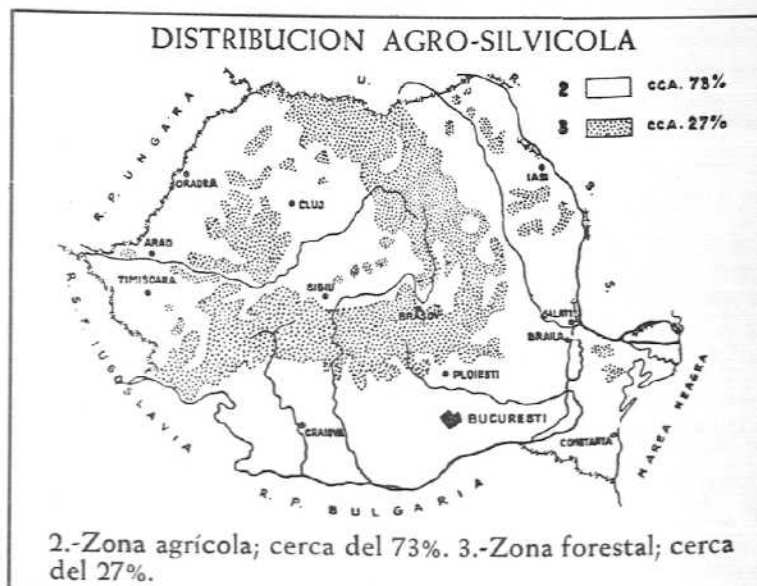 DISTRIBUCION AGRO-SILVICOLA
U. R. S. S.
2 CCA. 73%
3 CCA. 27%
R. P. UNGARA
ORADEA
CLUJ
IASI
ARAD
TIMISOARA
SIBIU
BRASOV
GALATI
BRAILA
R. S. F. IUGOSLAVIA
PLOIESTI
BUCURESTI
CRAIOVA
CONSTANTA
MAREA NEAGRA
R. P. BULGARIA
2.-Zona agrícola; cerca del 73%. 3.-Zona forestal; cerca
del 27%.